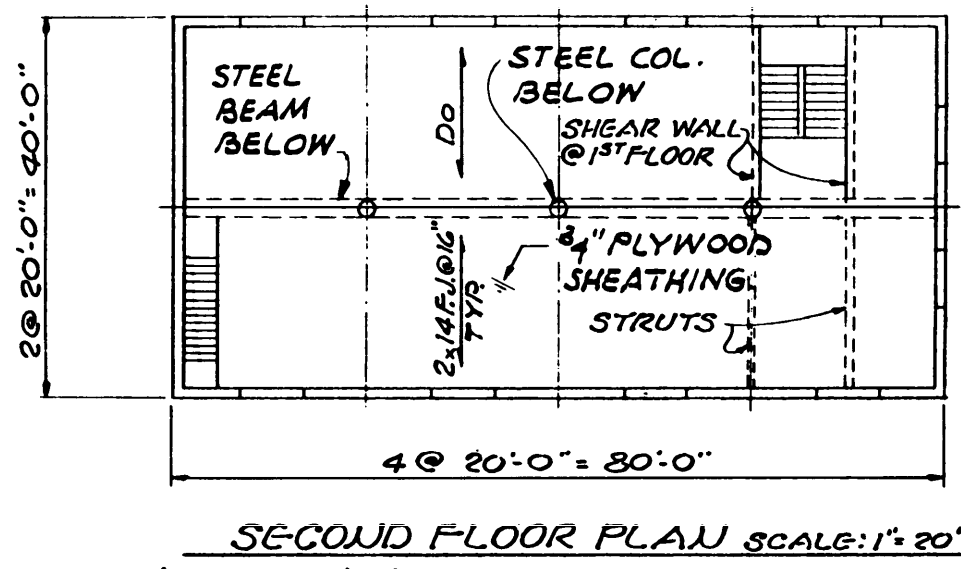 STEEL
BEAM
BELOW
DO
STEEL COL.
BELOW
SHEAR WALL
@ 1ST FLOOR
2@ 20'-0"= 40'-0"
2x14 F.J.@16"
TYP.
3/4" PLYWOOD
SHEATHING
STRUTS
4 @ 20'-0" = 80'-0"
SECOND FLOOR PLAN SCALE: 1"= 20'